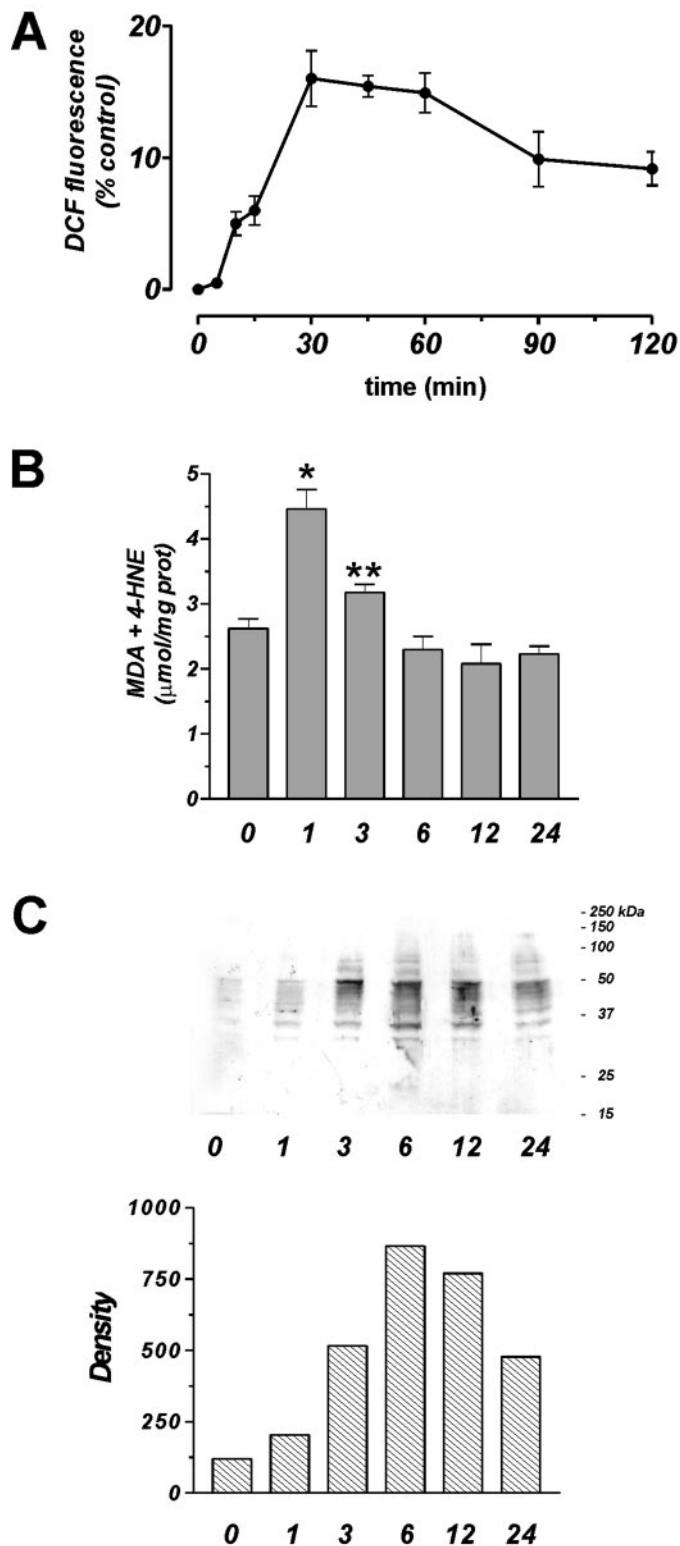 A
DCF fluorescence
(% control)
20
10
0
0 30 60 90 120
time (min)
B
MDA + 4-HNE
(μmol/mg prot)
5
4
3
2
1
0
*
**
0 1 3 6 12 24
C
- 250 kDa
- 150
- 100
- 50
- 37
- 25
- 15
0 1 3 6 12 24
Density
1000
750
500
250
0
0 1 3 6 12 24